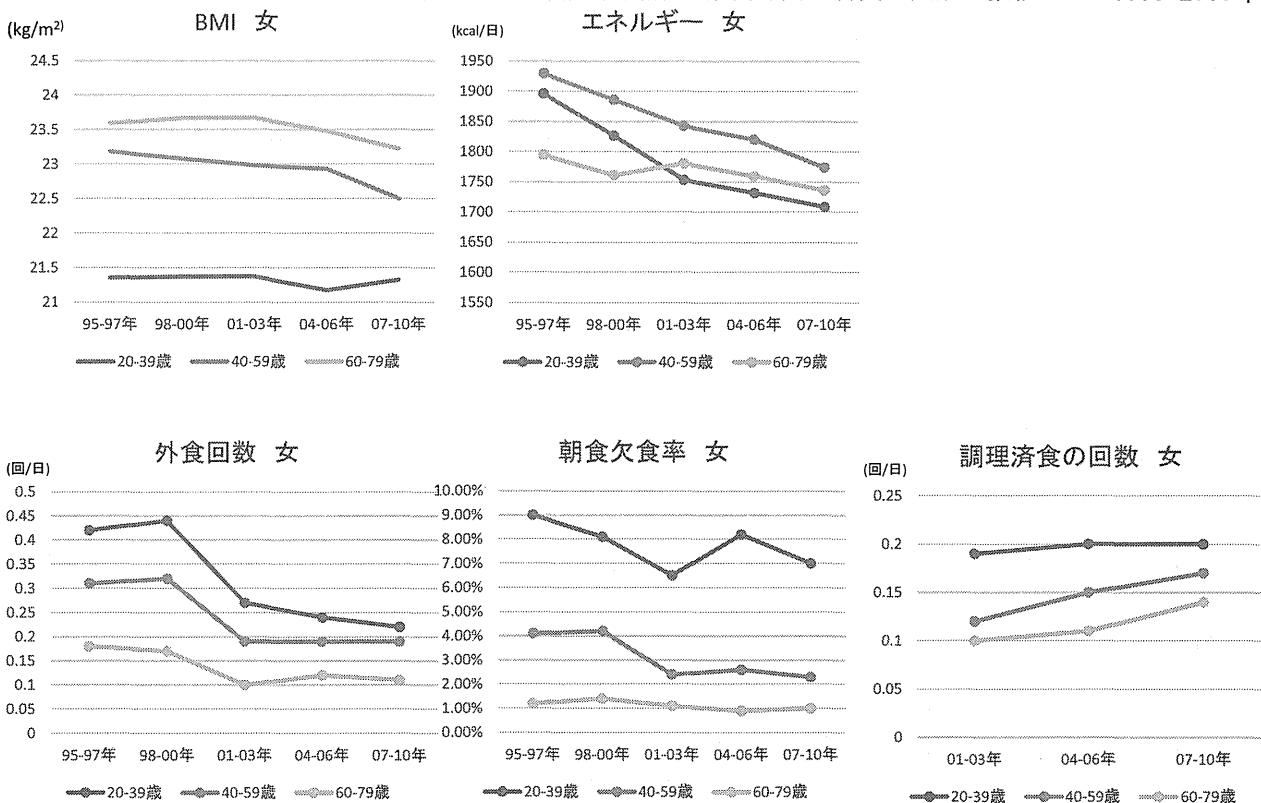 BMI 女
(kg/m²)
24.5
24
23.5
23
22.5
22
21.5
21
95-97年 98-00年 01-03年 04-06年 07-10年
20-39歳 40-59歳 60-79歳
エネルギー 女
(kcal/日)
1950
1900
1850
1800
1750
1700
1650
1600
1550
95-97年 98-00年 01-03年 04-06年 07-10年
20-39歳 40-59歳 60-79歳
外食回数 女
(回/日)
0.5
0.45
0.4
0.35
0.3
0.25
0.2
0.15
0.1
0.05
0
95-97年 98-00年 01-03年 04-06年 07-10年
20-39歳 40-59歳 60-79歳
朝食欠食率 女
10.00%
9.00%
8.00%
7.00%
6.00%
5.00%
4.00%
3.00%
2.00%
1.00%
0.00%
95-97年 98-00年 01-03年 04-06年 07-10年
20-39歳 40-59歳 60-79歳
調理済食の回数 女
(回/日)
0.25
0.2
0.15
0.1
0.05
0
01-03年 04-06年 07-10年
20-39歳 40-59歳 60-79歳